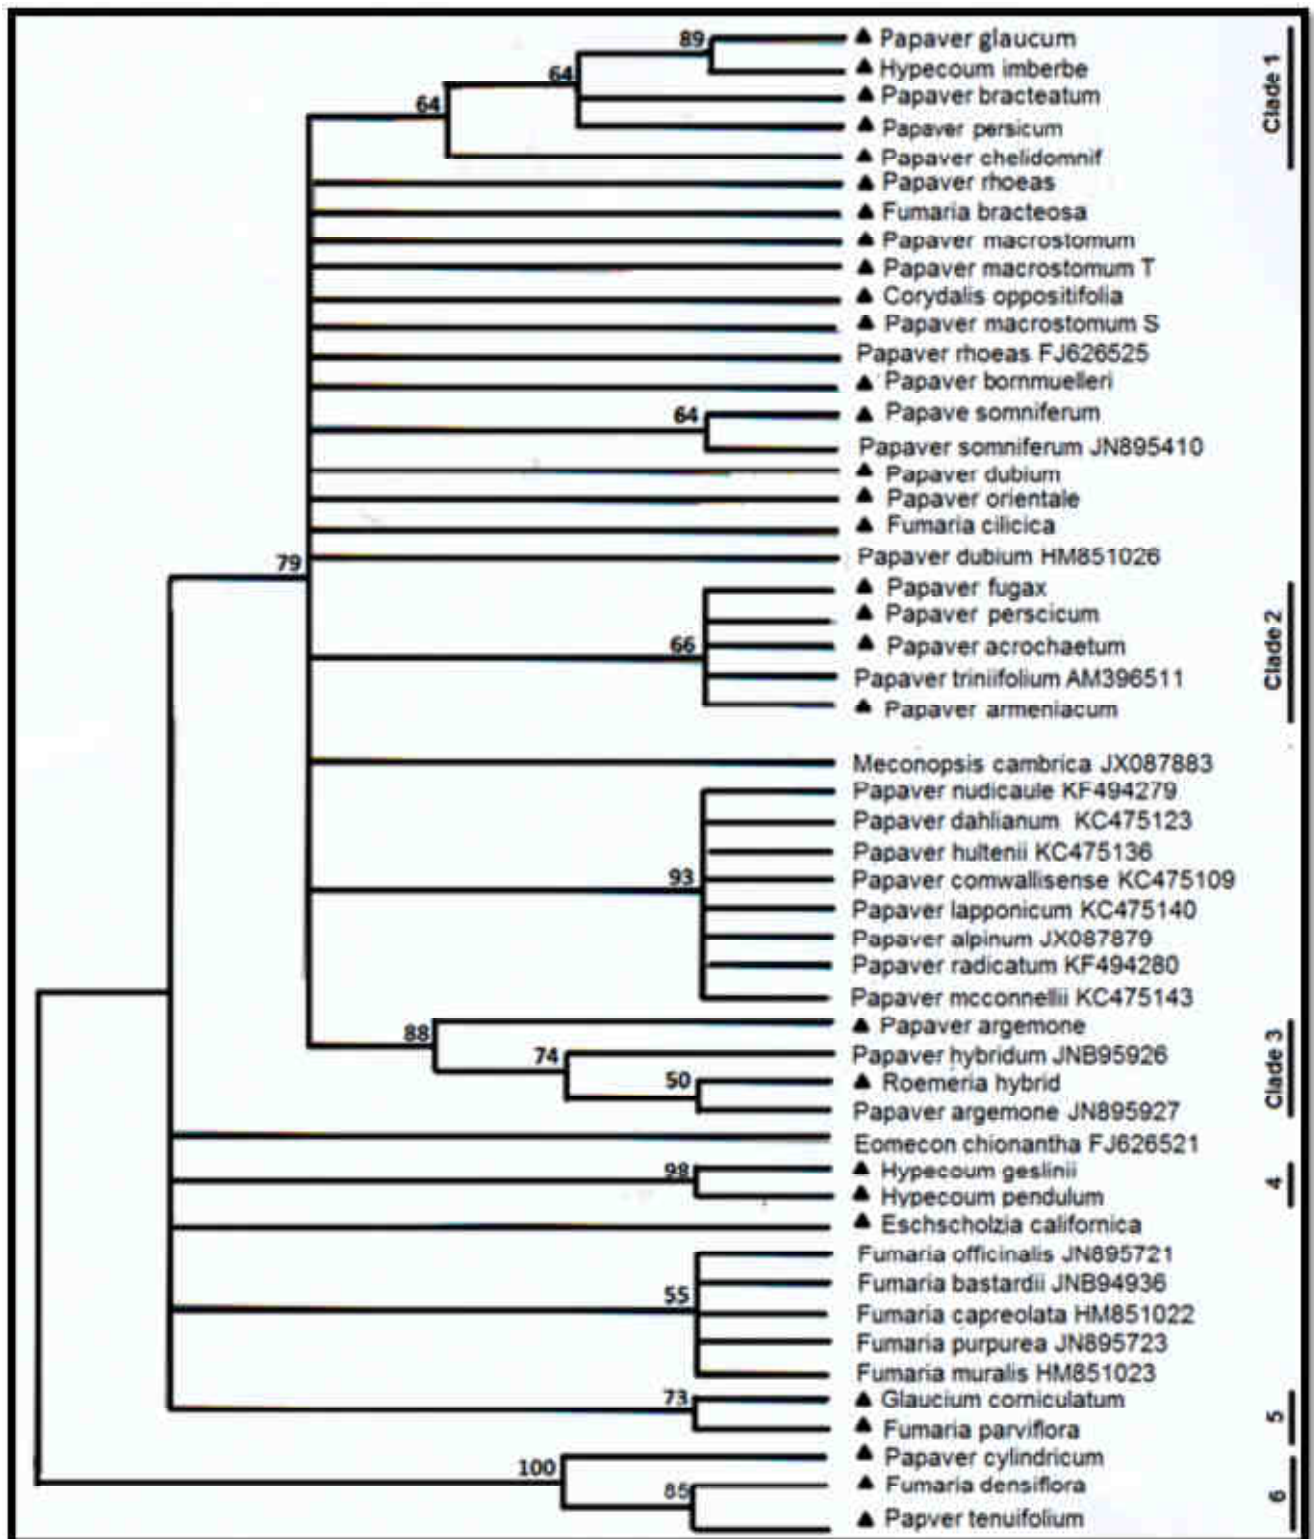 89 ▲ Papaver glaucum
64 ▲ Hypecoum imberbe
▲ Papaver bracteatum
64 ▲ Papaver persicum
▲ Papaver chelidomnif
Clade 1
▲ Papaver rhoeas
▲ Fumaria bracteosa
▲ Papaver macrostomum
▲ Papaver macrostomum T
▲ Corydalis oppositifolia
▲ Papaver macrostomum S
Papaver rhoeas FJ626525
▲ Papaver bornmuelleri
64 ▲ Papave somniferum
Papaver somniferum JN895410
▲ Papaver dubium
▲ Papaver orientale
▲ Fumaria cilicica
79 Papaver dubium HM851026
▲ Papaver fugax
▲ Papaver perscicum
66 ▲ Papaver acrochaetum
Papaver triniifolium AM396511
▲ Papaver armeniacum
Clade 2
Meconopsis cambrica JX087883
Papaver nudicaule KF494279
Papaver dahlianum KC475123
Papaver hultenii KC475136
93 Papaver comwallisense KC475109
Papaver lapponicum KC475140
Papaver alpinum JX087879
Papaver radicatum KF494280
Papaver mcconnellii KC475143
88 ▲ Papaver argemone
74 Papaver hybridum JNB95926
50 ▲ Roemeria hybrid
Papaver argemone JN895927
Clade 3
Eomecon chionantha FJ626521
98 ▲ Hypecoum geslinii
▲ Hypecoum pendulum
4
▲ Eschscholzia californica
Fumaria officinalis JN895721
Fumaria bastardii JNB94936
55 Fumaria capreolata HM851022
Fumaria purpurea JN895723
Fumaria muralis HM851023
73 ▲ Glaucium corniculatum
▲ Fumaria parviflora
5
100 ▲ Papaver cylindricum
85 ▲ Fumaria densiflora
▲ Papver tenuifolium
6